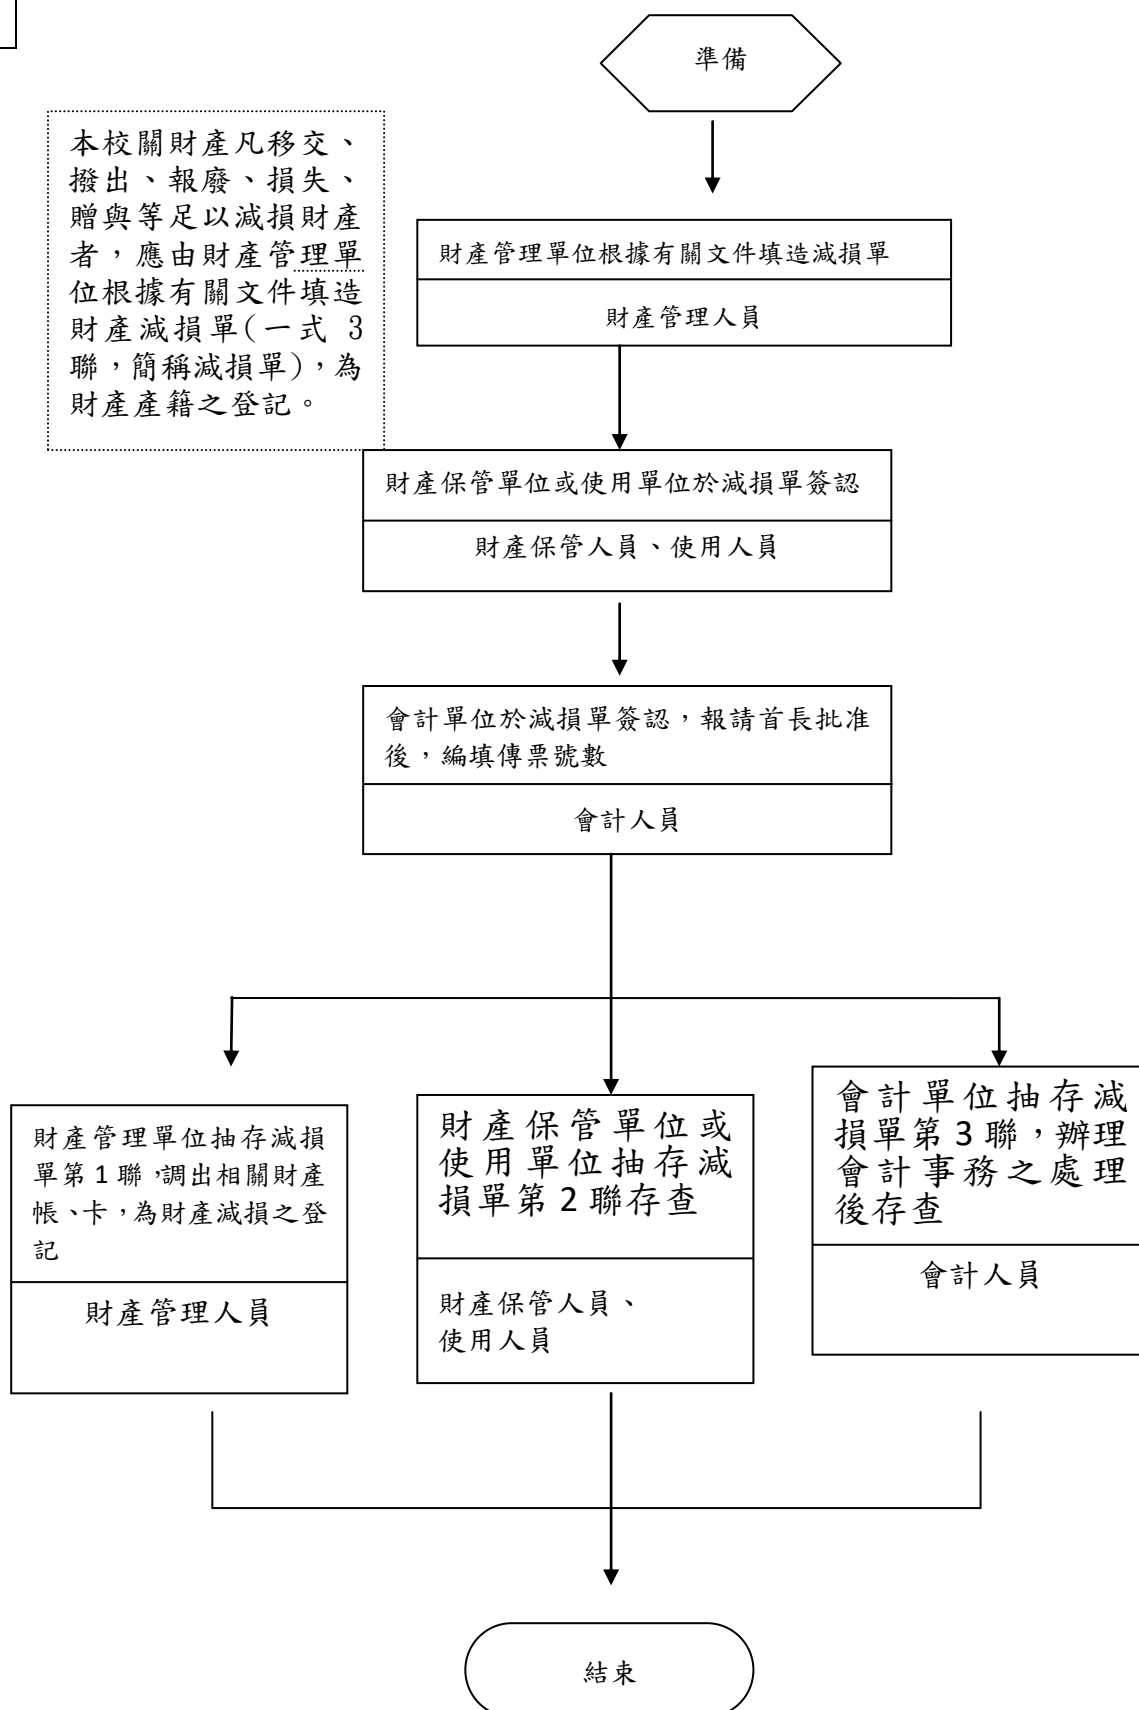 準備
本校關財產凡移交、
撥出、報廢、損失、
贈與等足以減損財產
者，應由財產管理單
位根據有關文件填造
財產減損單(一式 3
聯，簡稱減損單)，為
財產產籍之登記。
財產管理單位根據有關文件填造減損單
財產管理人員
財產保管單位或使用單位於減損單簽認
財產保管人員、使用人員
會計單位於減損單簽認，報請首長批准
後，編填傳票號數
會計人員
財產管理單位抽存減損
單第1聯，調出相關財產
帳、卡，為財產減損之登
記
財產管理人員
財產保管單位或
使用單位抽存減
損單第2聯存查
財產保管人員、
使用人員
會計單位抽存減
損單第3聯，辦理
會計事務之處理
後存查
會計人員
結束